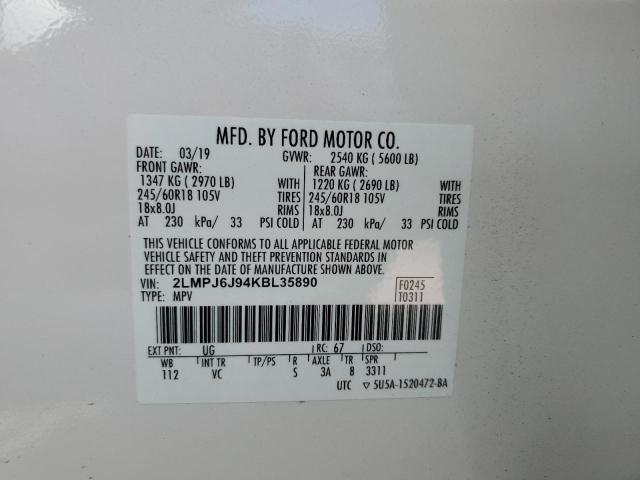 MFD. BY FORD MOTOR CO.
DATE: 03/19 GVWR: 2540 KG ( 5600 LB)
FRONT GAWR: REAR GAWR:
1347 KG ( 2970 LB) WITH 1220 KG ( 2690 LB) WITH
245/60R18 105V TIRES 245/60R18 105V TIRES
18x8.0J RIMS 18x8.0J RIMS
AT 230 kPa/ 33 PSI COLD AT 230 kPa/ 33 PSI COLD
THIS VEHICLE CONFORMS TO ALL APPLICABLE FEDERAL MOTOR
VEHICLE SAFETY AND THEFT PREVENTION STANDARDS IN
EFFECT ON THE DATE OF MANUFACTURE SHOWN ABOVE.
VIN: 2LMPJ6J94KBL35890 F0245
TYPE: MPV T0311
EXT PNT: UG RC: 67 DSO:
WB INT TR TP/PS R AXLE TR SPR
112 VC S 3A 8 3311
UTC ▽ 5U5A-1520472-BA